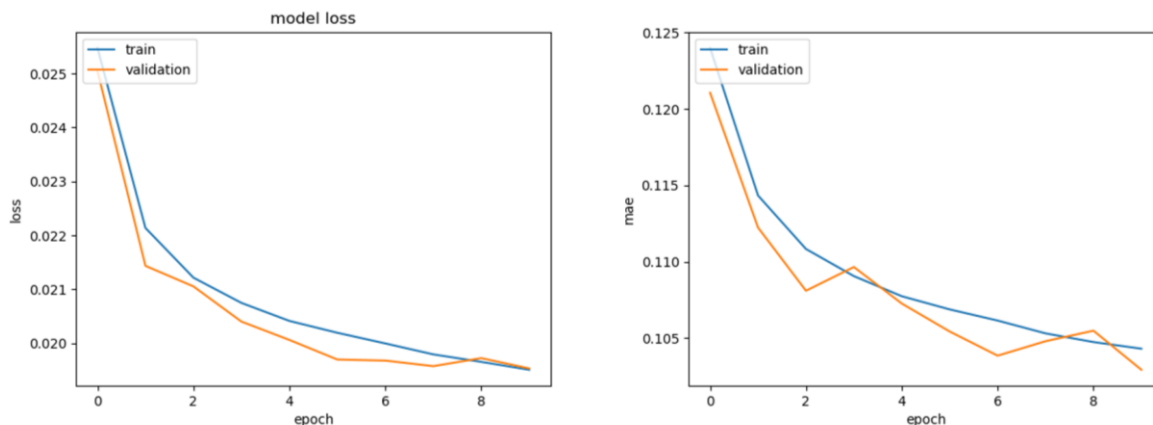 model loss
train
validation
0.025
0.024
0.023
0.022
0.021
0.020
loss
0 2 4 6 8
epoch
train
validation
0.125
0.120
0.115
0.110
0.105
mae
0 2 4 6 8
epoch